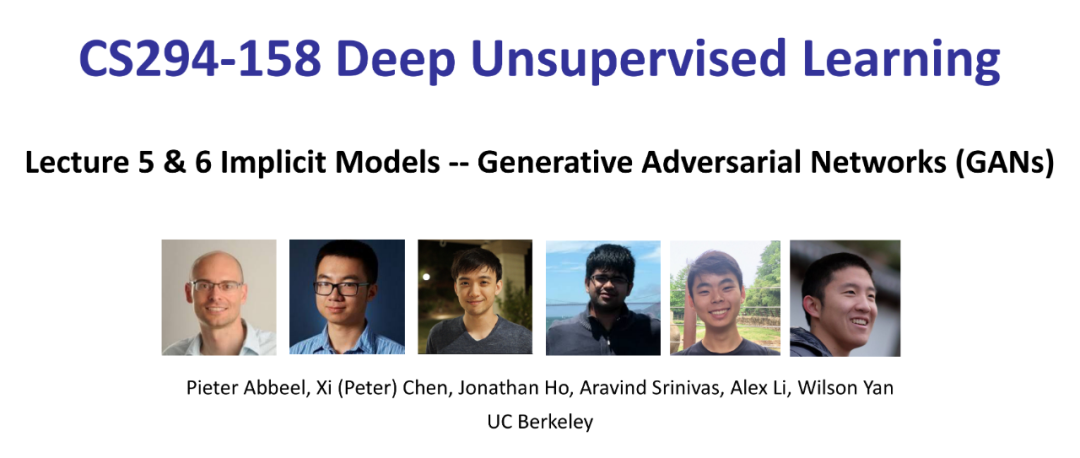 CS294-158 Deep Unsupervised Learning
Lecture 5 & 6 Implicit Models -- Generative Adversarial Networks (GANs)
Pieter Abbeel, Xi (Peter) Chen, Jonathan Ho, Aravind Srinivas, Alex Li, Wilson Yan
UC Berkeley